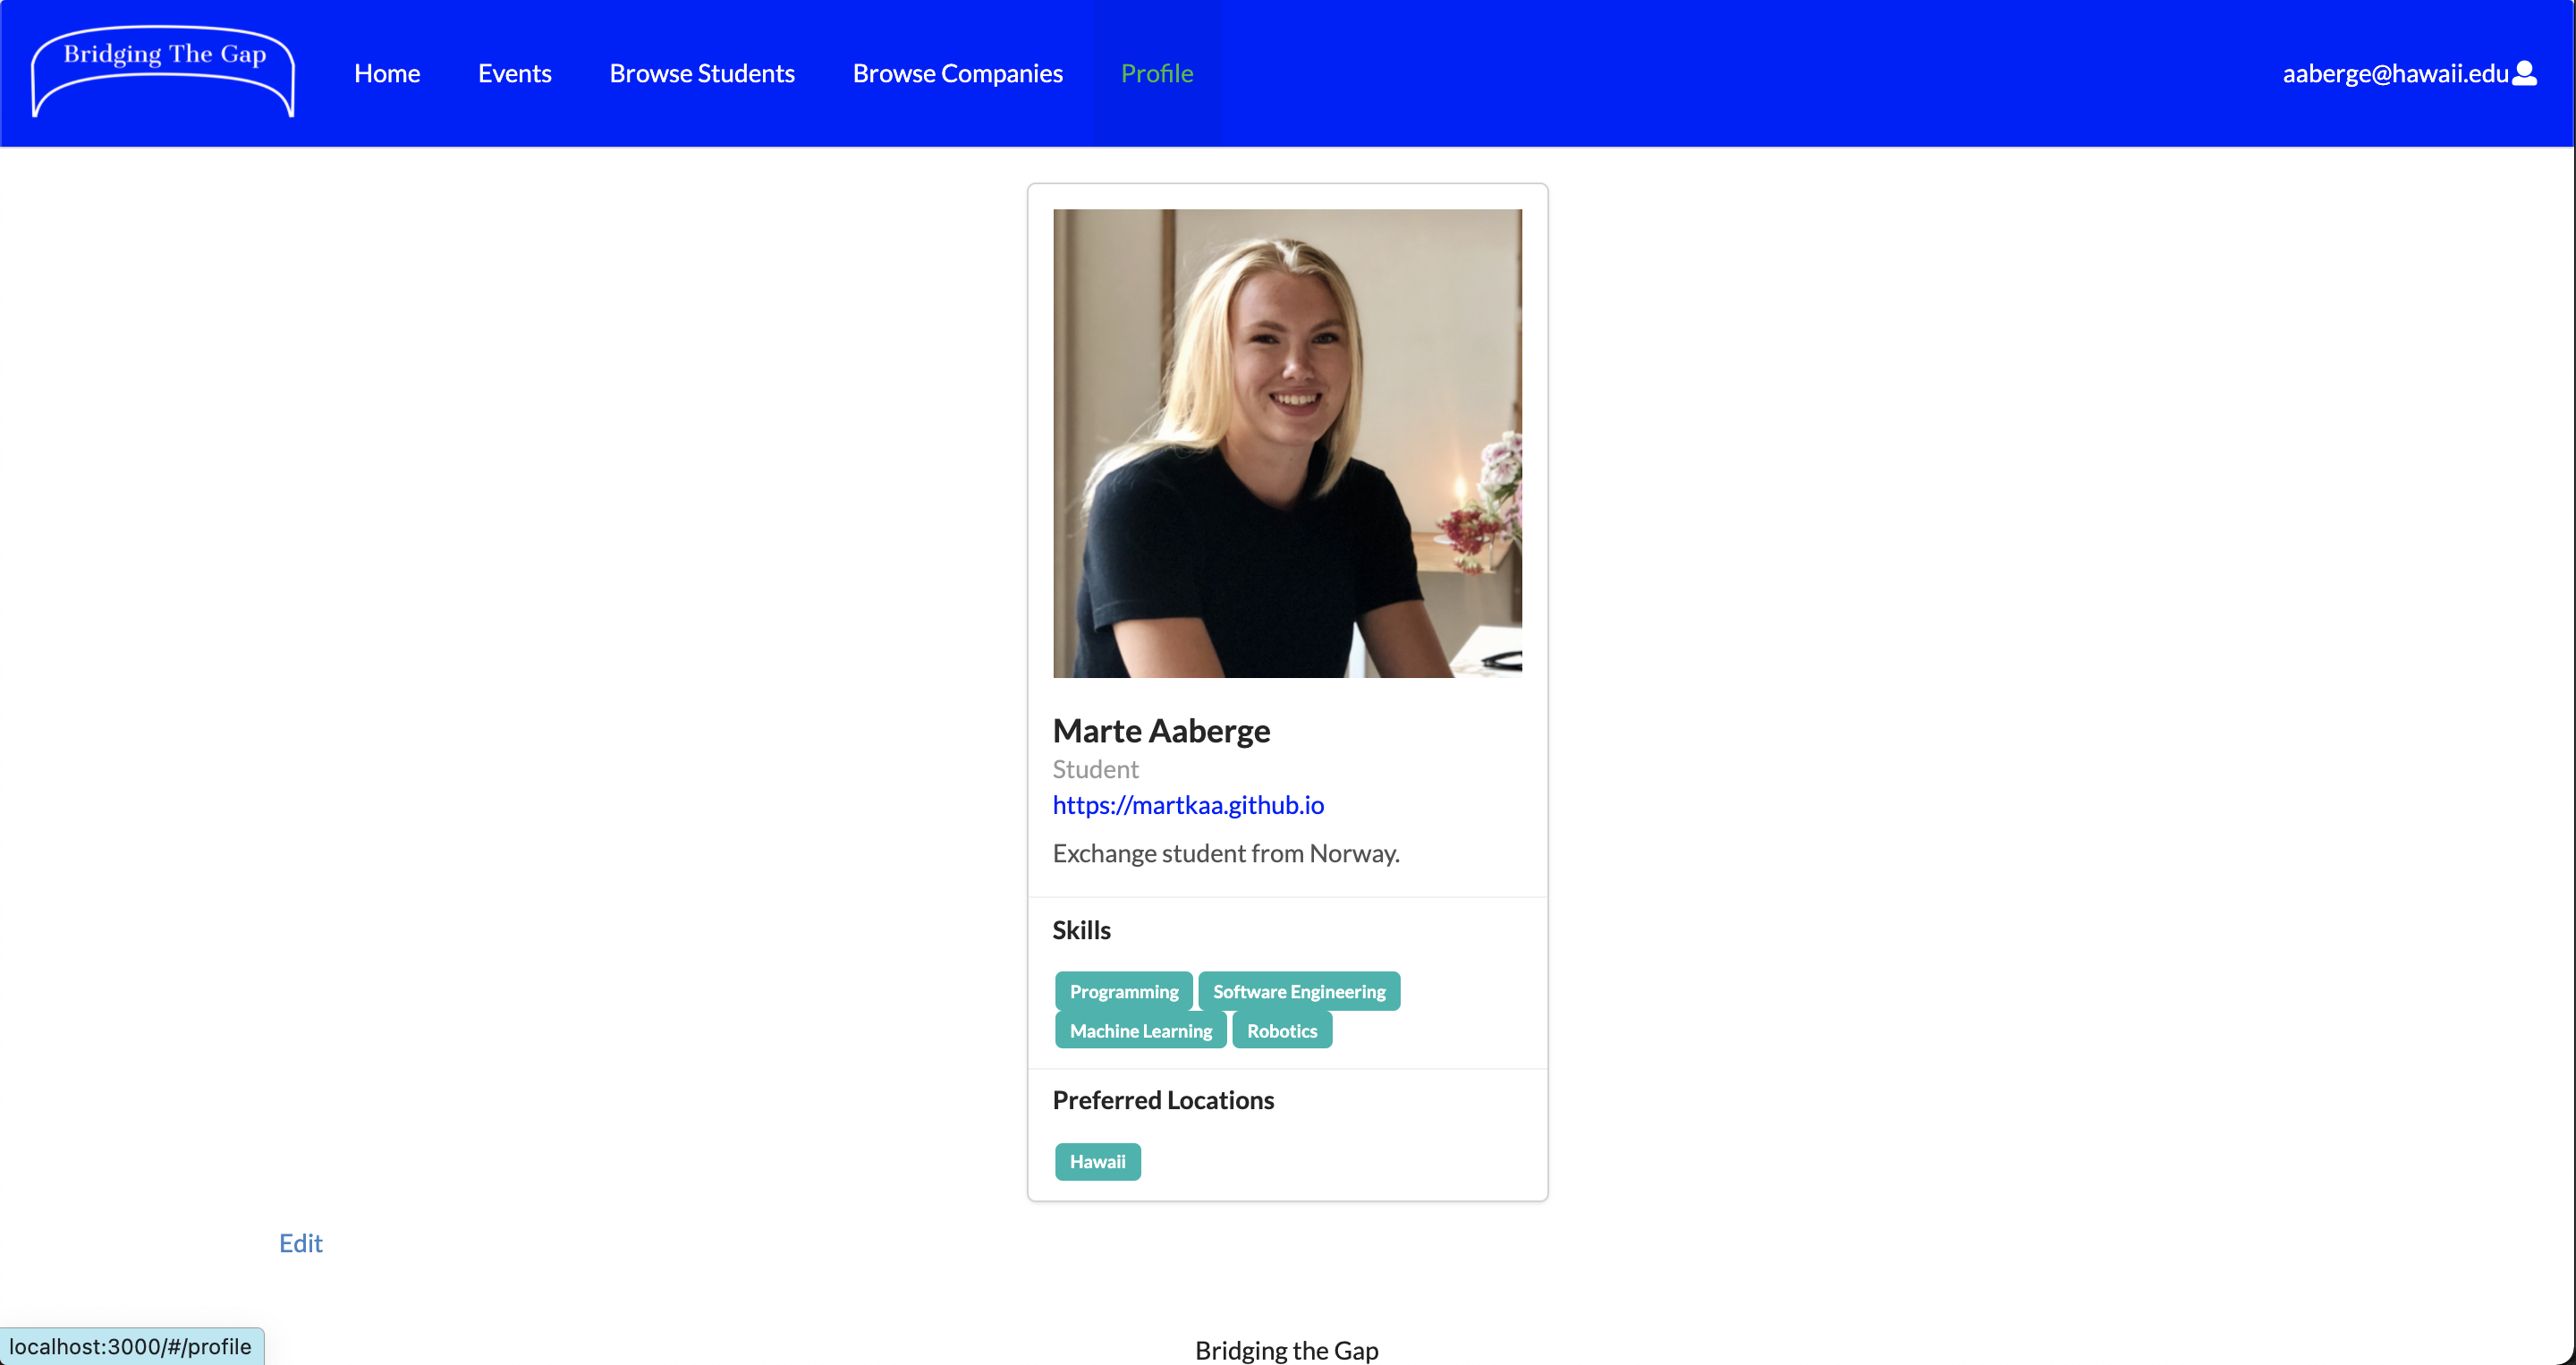 Bridging The Gap
Home Events Browse Students Browse Companies Profile aaberge@hawaii.edu
Marte Aaberge
Student
https://martkaa.github.io
Exchange student from Norway.
Skills
Programming Software Engineering
Machine Learning Robotics
Preferred Locations
Hawaii
Edit
localhost:3000/#/profile
Bridging the Gap